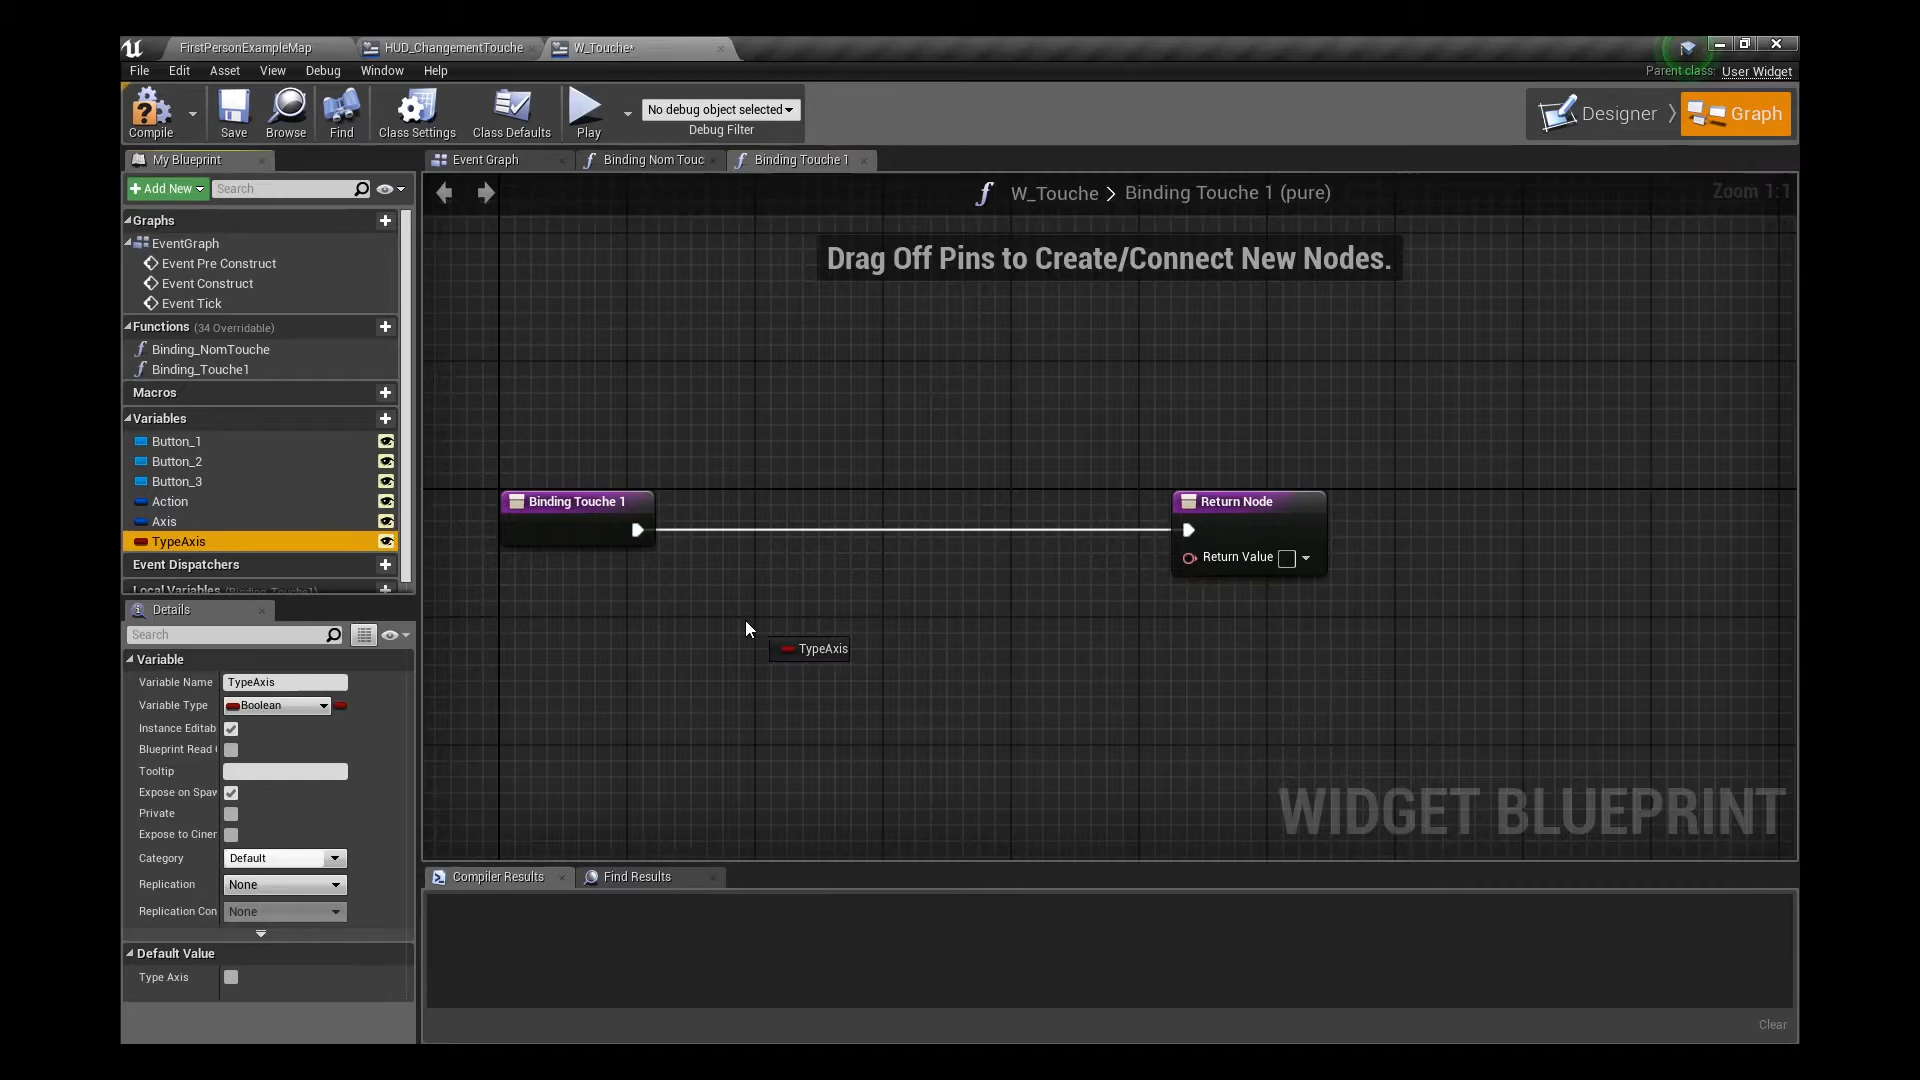 FirstPersonExampleMap
HUD_ChangementTouche
W_Touche*
File Edit Asset View Debug Window Help
Parent class: User Widget
Compile
Save
Browse
Find
Class Settings
Class Defaults
Play
No debug object selected
Debug Filter
Designer
Graph
My Blueprint
Event Graph
Binding Nom Touc
Binding Touche 1
+ Add New
Search
W_Touche > Binding Touche 1 (pure)
Zoom 1:1
Drag Off Pins to Create/Connect New Nodes.
Graphs
EventGraph
Event Pre Construct
Event Construct
Event Tick
Functions (34 Overridable)
Binding_NomTouche
Binding_Touche1
Macros
Variables
Button_1
Button_2
Button_3
Action
Axis
TypeAxis
Event Dispatchers
Local Variables (Binding_Touche1)
Binding Touche 1
Return Node
Return Value
TypeAxis
WIDGET BLUEPRINT
Details
Search
Variable
Variable Name TypeAxis
Variable Type Boolean
Instance Editab
Blueprint Read
Tooltip
Expose on Spaw
Private
Expose to Ciner
Category Default
Replication None
Replication Con None
Default Value
Type Axis
Compiler Results
Find Results
Clear